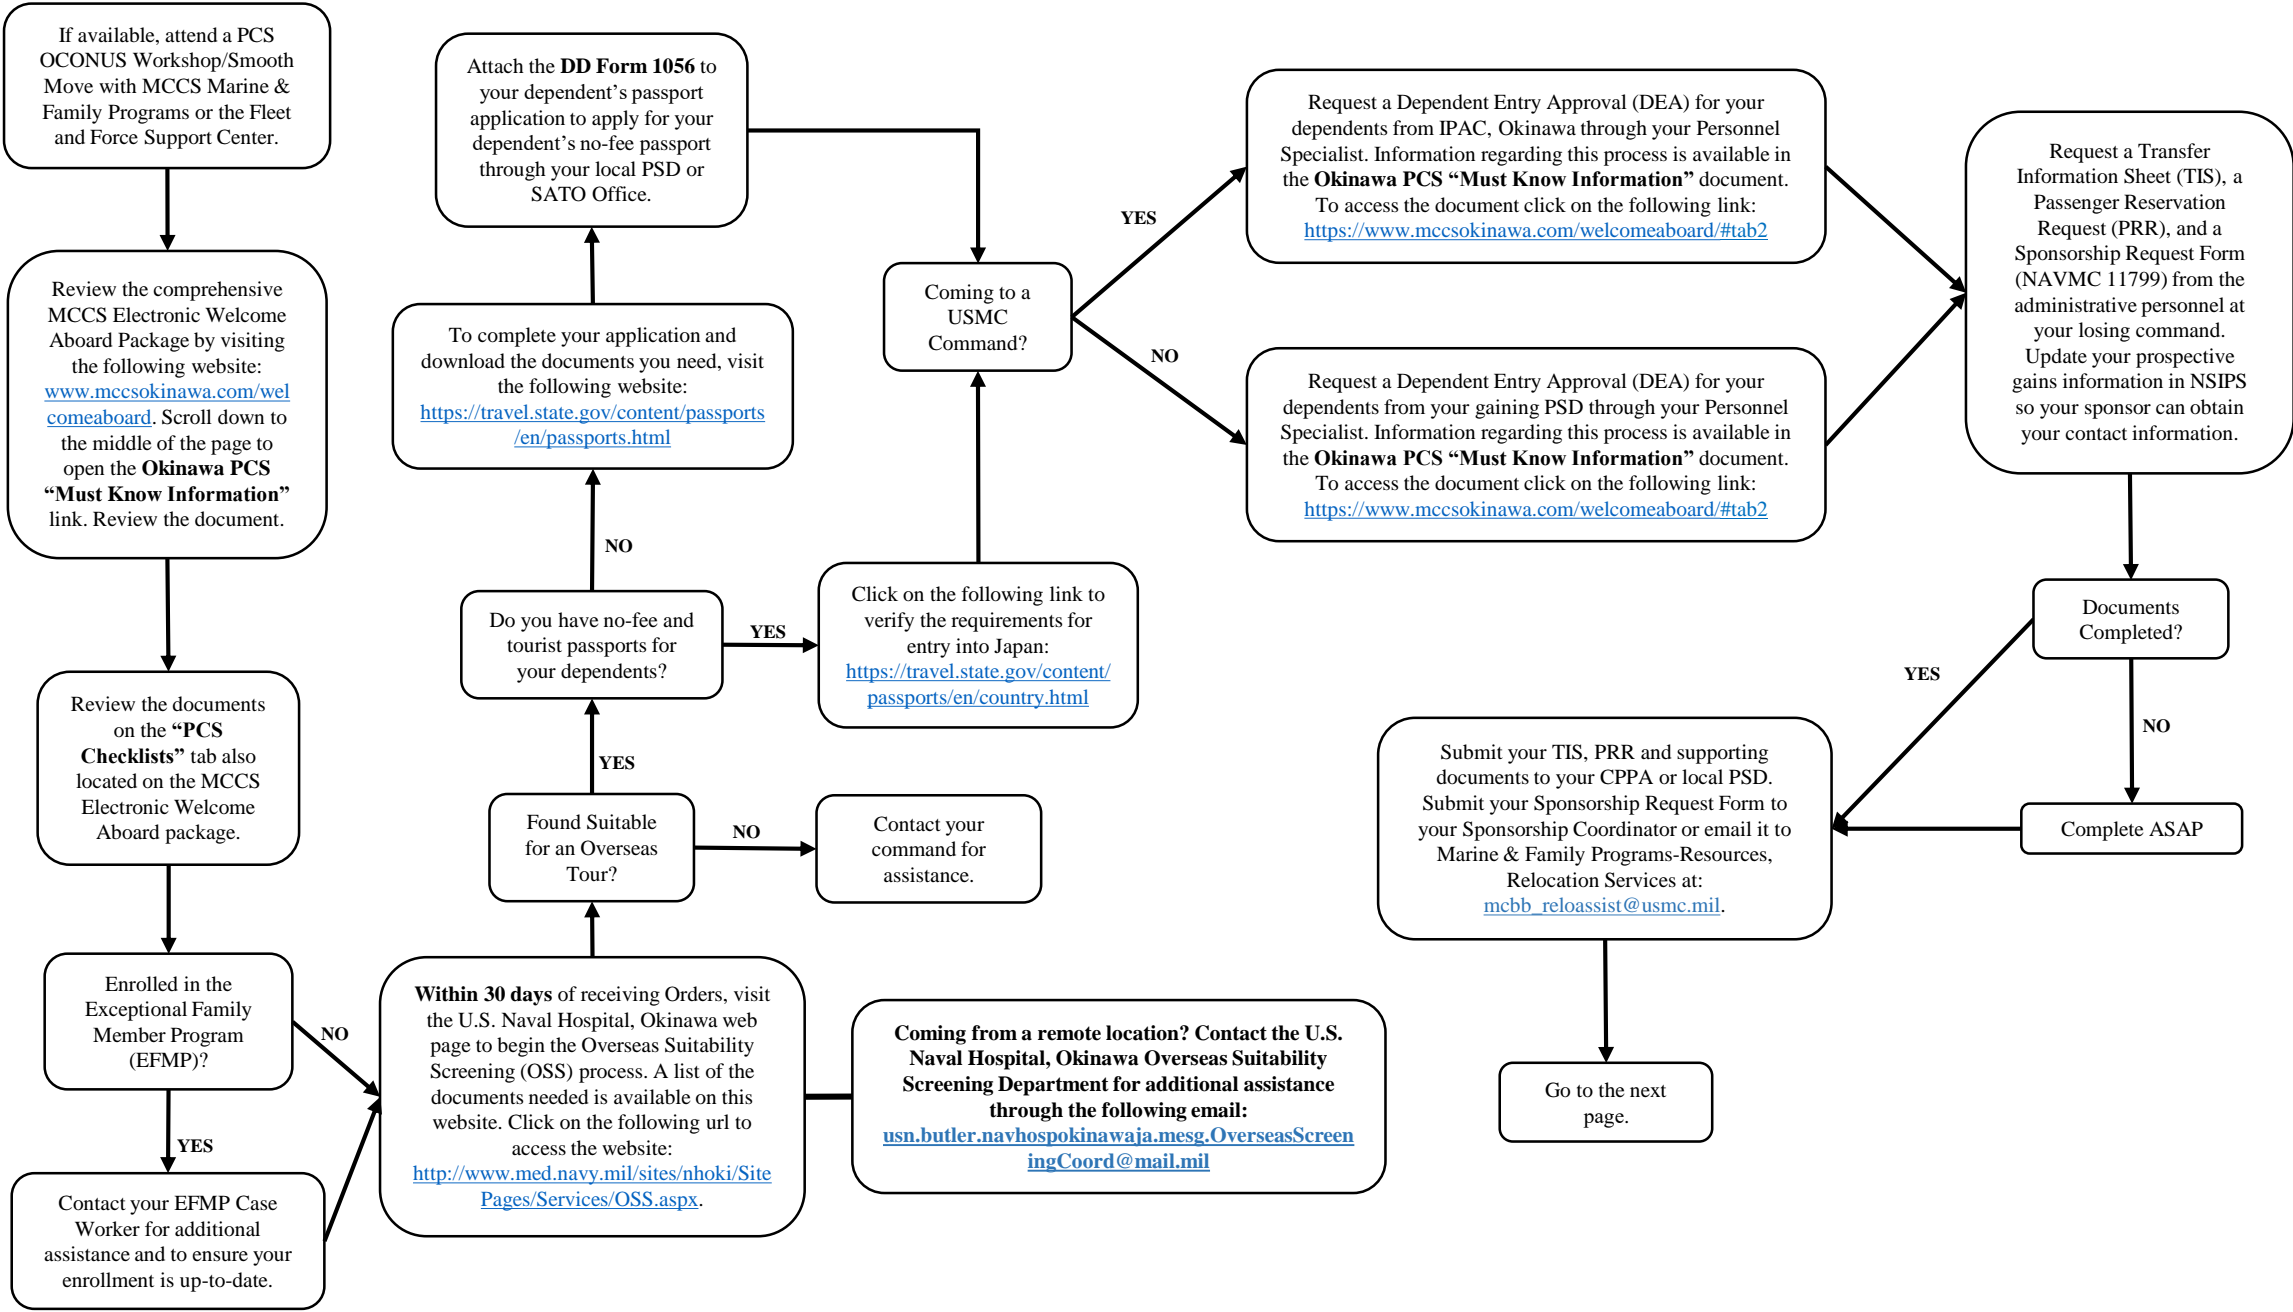 If available, attend a PCS
OCONUS Workshop/Smooth
Move with MCCS Marine &
Family Programs or the Fleet
and Force Support Center.
Review the comprehensive
MCCS Electronic Welcome
Aboard Package by visiting
the following website:
www.mccsokinawa.com/wel
comeaboard. Scroll down to
the middle of the page to
open the Okinawa PCS
“Must Know Information”
link. Review the document.
Review the documents
on the “PCS
Checklists” tab also
located on the MCCS
Electronic Welcome
Aboard package.
Enrolled in the
Exceptional Family
Member Program
(EFMP)?
NO
YES
Contact your EFMP Case
Worker for additional
assistance and to ensure your
enrollment is up-to-date.
Within 30 days of receiving Orders, visit
the U.S. Naval Hospital, Okinawa web
page to begin the Overseas Suitability
Screening (OSS) process. A list of the
documents needed is available on this
website. Click on the following url to
access the website:
http://www.med.navy.mil/sites/nhoki/Site
Pages/Services/OSS.aspx.
Coming from a remote location? Contact the U.S.
Naval Hospital, Okinawa Overseas Suitability
Screening Department for additional assistance
through the following email:
usn.butler.navhospokinawaja.mesg.OverseasScreen
ingCoord@mail.mil
Found Suitable
for an Overseas
Tour?
NO
Contact your
command for
assistance.
YES
Do you have no-fee and
tourist passports for
your dependents?
YES
Click on the following link to
verify the requirements for
entry into Japan:
https://travel.state.gov/content/
passports/en/country.html
NO
To complete your application and
download the documents you need, visit
the following website:
https://travel.state.gov/content/passports
/en/passports.html
Attach the DD Form 1056 to
your dependent’s passport
application to apply for your
dependent’s no-fee passport
through your local PSD or
SATO Office.
Coming to a
USMC
Command?
YES
Request a Dependent Entry Approval (DEA) for your
dependents from IPAC, Okinawa through your Personnel
Specialist. Information regarding this process is available in
the Okinawa PCS “Must Know Information” document.
To access the document click on the following link:
https://www.mccsokinawa.com/welcomeaboard/#tab2
NO
Request a Dependent Entry Approval (DEA) for your
dependents from your gaining PSD through your Personnel
Specialist. Information regarding this process is available in
the Okinawa PCS “Must Know Information” document.
To access the document click on the following link:
https://www.mccsokinawa.com/welcomeaboard/#tab2
Request a Transfer
Information Sheet (TIS), a
Passenger Reservation
Request (PRR), and a
Sponsorship Request Form
(NAVMC 11799) from the
administrative personnel at
your losing command.
Update your prospective
gains information in NSIPS
so your sponsor can obtain
your contact information.
Documents
Completed?
YES
NO
Complete ASAP
Submit your TIS, PRR and supporting
documents to your CPPA or local PSD.
Submit your Sponsorship Request Form to
your Sponsorship Coordinator or email it to
Marine & Family Programs-Resources,
Relocation Services at:
mcbb_reloassist@usmc.mil.
Go to the next
page.